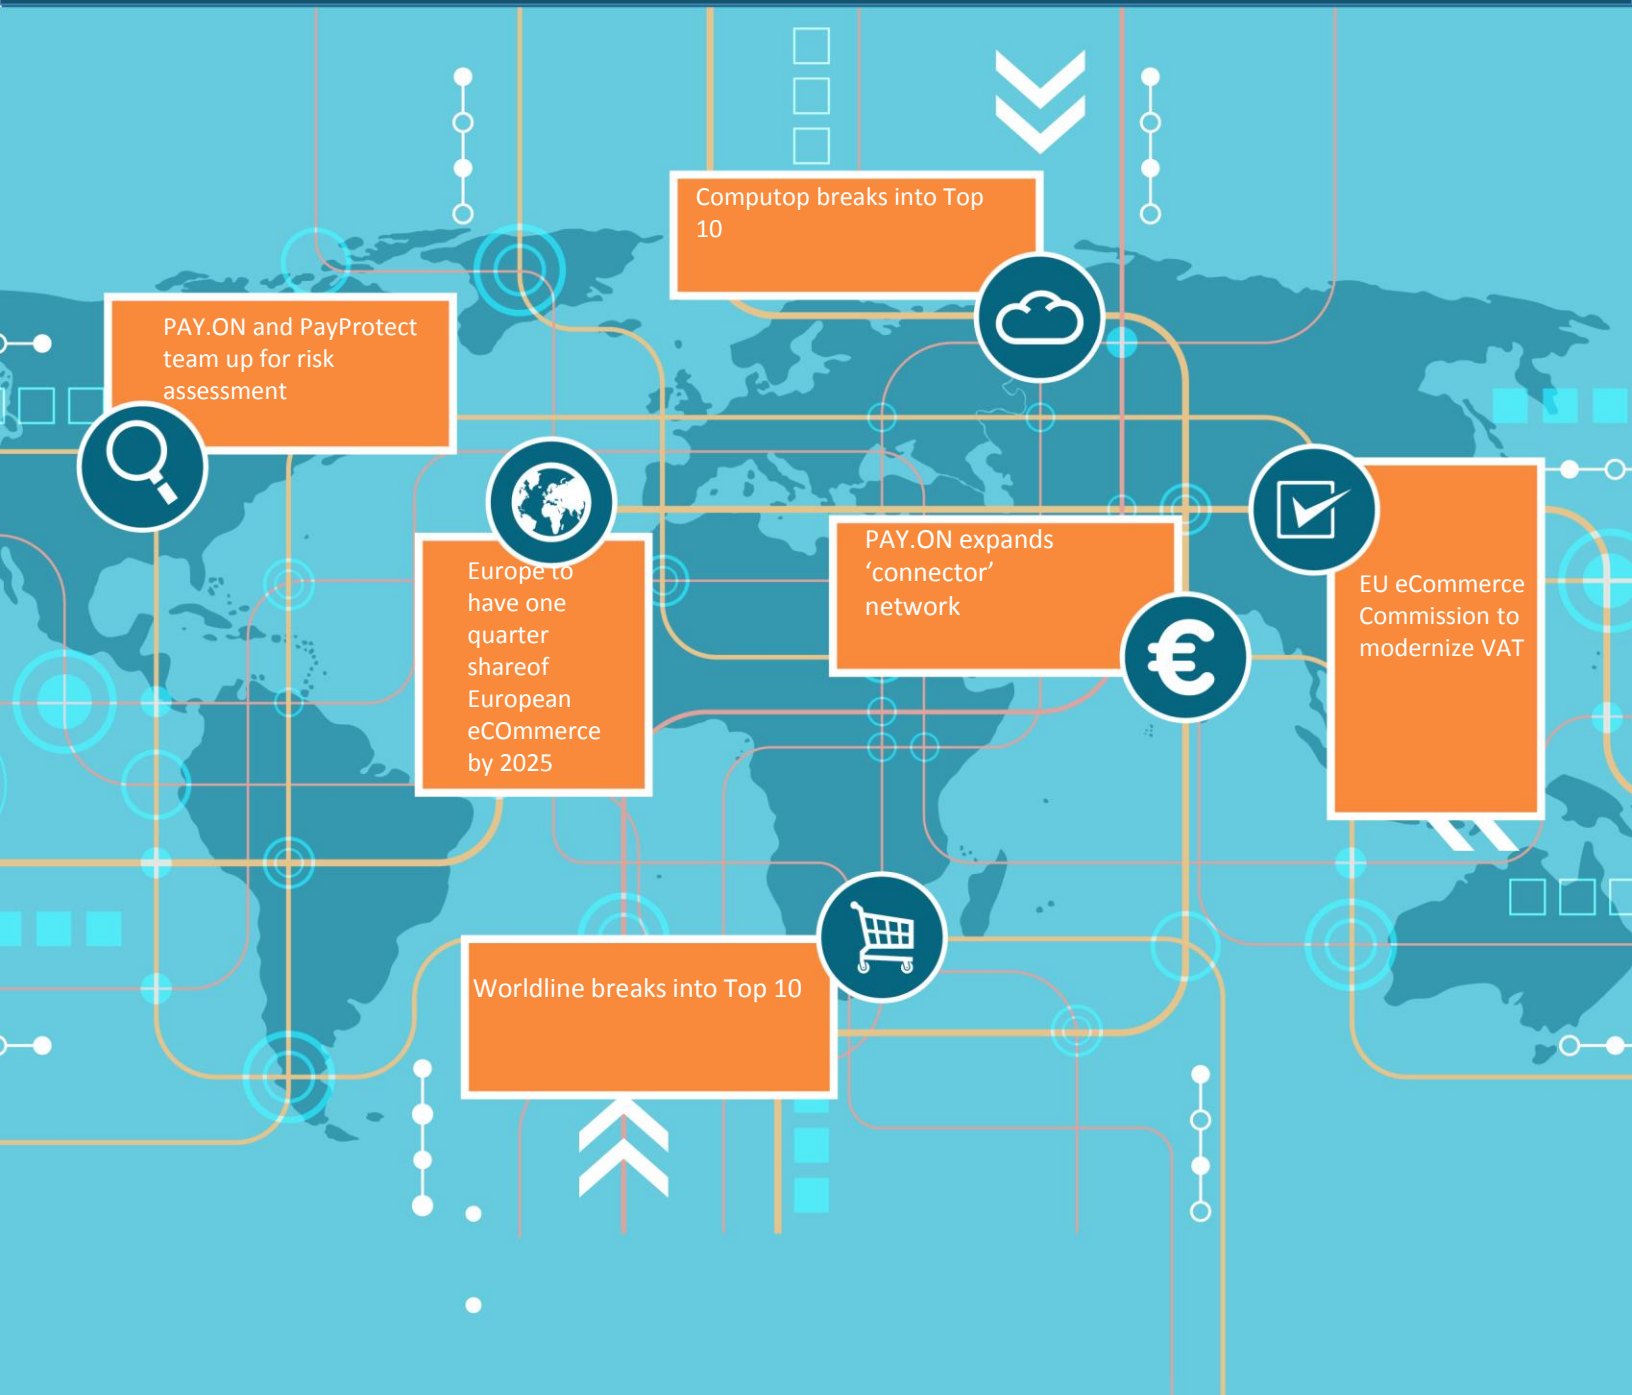 Computop breaks into Top
10
PAY.ON and PayProtect
team up for risk
assessment
Europe to
have one
quarter
shareof
European
eCOmmerce
by 2025
PAY.ON expands
‘connector’
network
EU eCommerce
Commission to
modernize VAT
Worldline breaks into Top 10